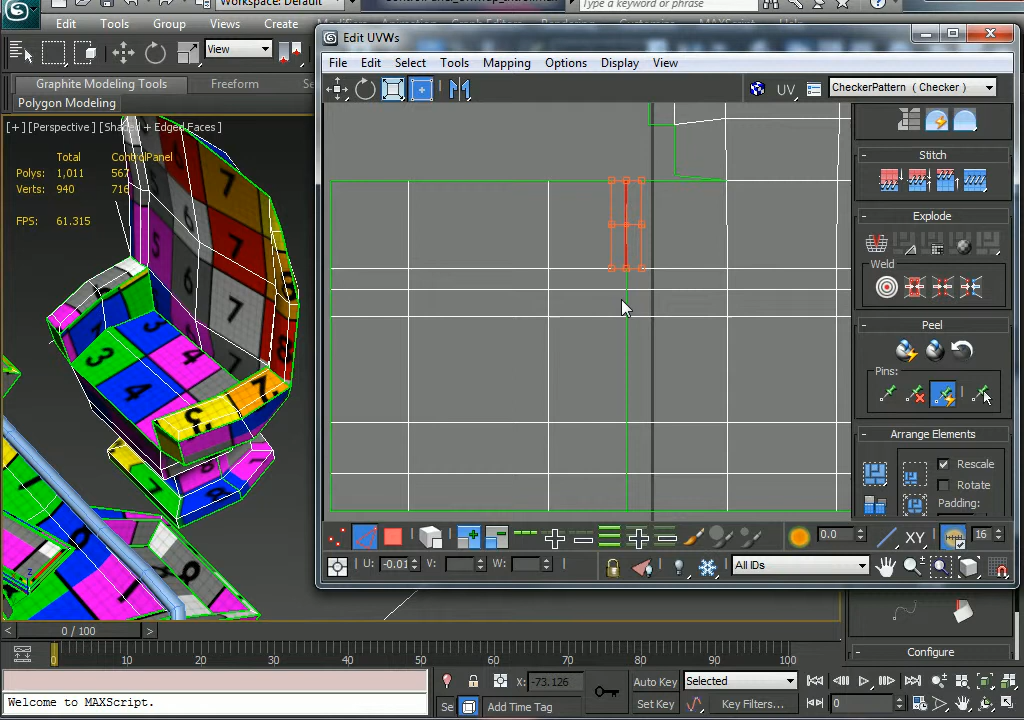 Workspace: Default
Type a keyword or phrase
Edit
Tools
Group
Views
Create
View
Graphite Modeling Tools
Freeform
Polygon Modeling
[+] [Perspective] [Shaded + Edged Faces]
Total
ControlPanel
Polys: 1,011 567
Verts: 940 716
FPS: 61.315
Edit UVWs
File Edit Select Tools Mapping Options Display View
UV
CheckerPattern ( Checker )
Stitch
Explode
Weld
Peel
Pins:
Arrange Elements
Rescale
Rotate
Padding:
0.0
XY
16
U: -0.01
V:
W:
All IDs
0 / 100
0 10 20 30 40 50 60 70 80 90 100
Configure
Welcome to MAXScript.
X: -73.126
Auto Key
Selected
Se
Add Time Tag
Set Key
Key Filters...
0